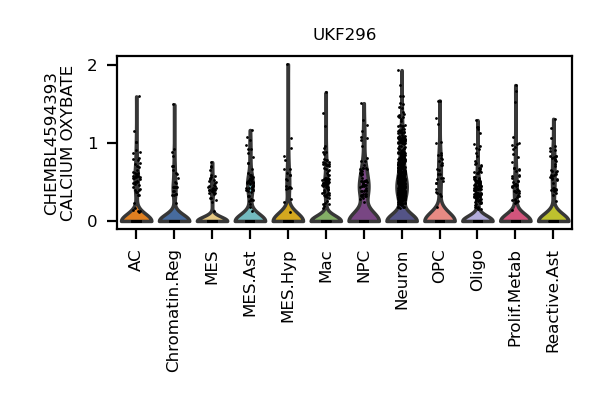 UKF296
CHEMBL4594393
CALCIUM OXYBATE
2
1
0
AC
Chromatin.Reg
MES
MES.Ast
MES.Hyp
Mac
NPC
Neuron
OPC
Oligo
Prolif.Metab
Reactive.Ast